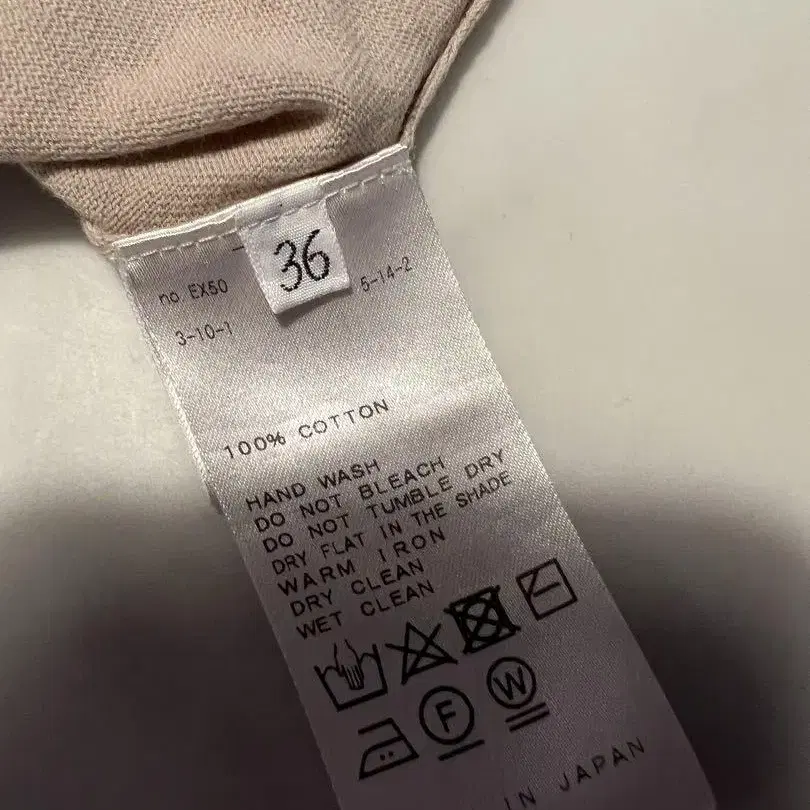 36
no. EX50
5-14-2
3-10-1
100% COTTON
HAND WASH
DO NOT BLEACH
DO NOT TUMBLE DRY
DRY FLAT IN THE SHADE
WARM IRON
DRY CLEAN
WET CLEAN
F
W
IN JAPAN